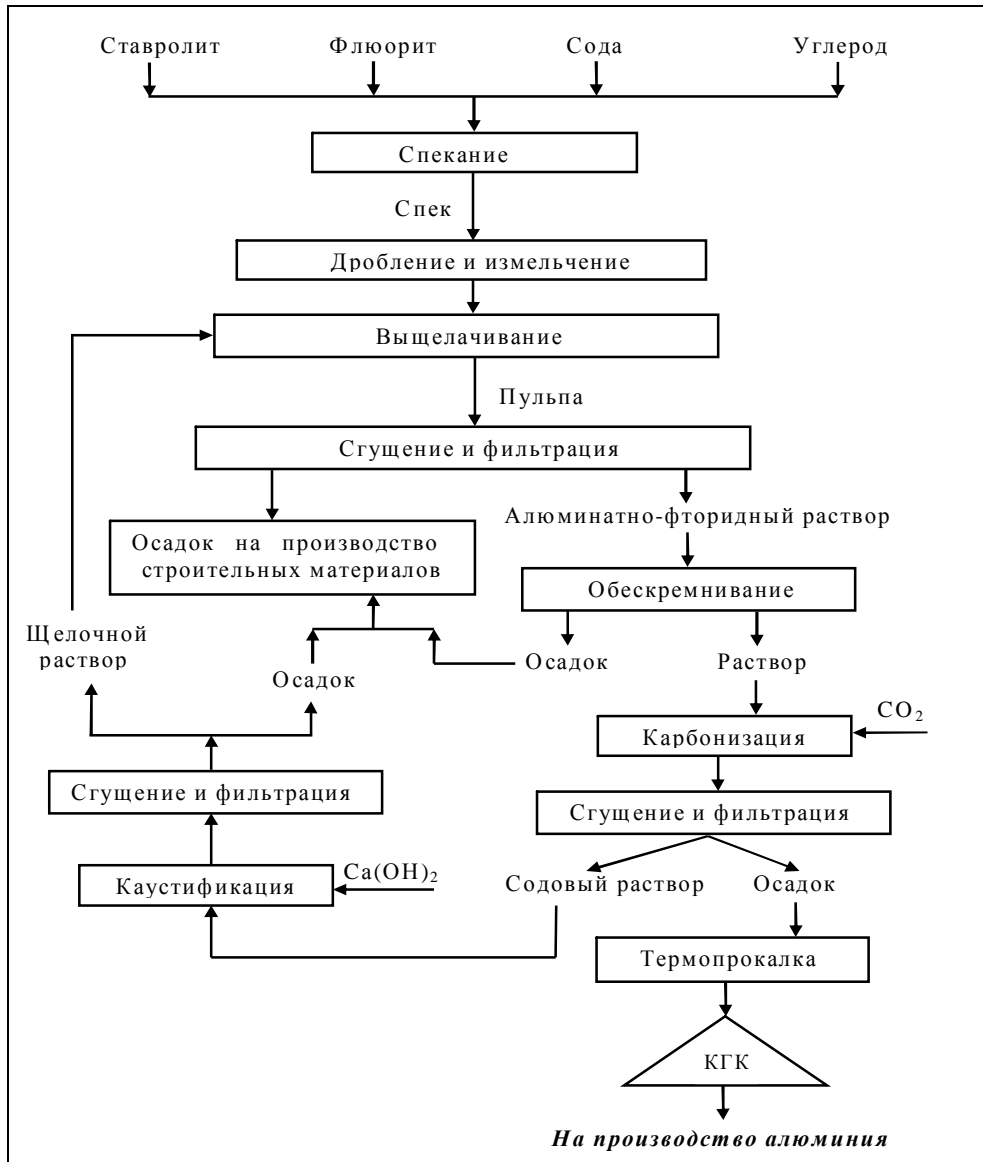 Ставролит Флюорит Сода Углерод
Спекание
Спек
Дробление и измельчение
Выщелачивание
Пульпа
Сгущение и фильтрация
Алюминатно-фторидный раствор
Осадок на производство
строительных материалов
Обескремнивание
Щелочной
раствор
Осадок
Осадок
Раствор
CO₂
Карбонизация
Сгущение и фильтрация
Сгущение и фильтрация
Ca(OH)₂
Каустификация
Содовый раствор
Осадок
Термопрокалка
КГК
На производство алюминия